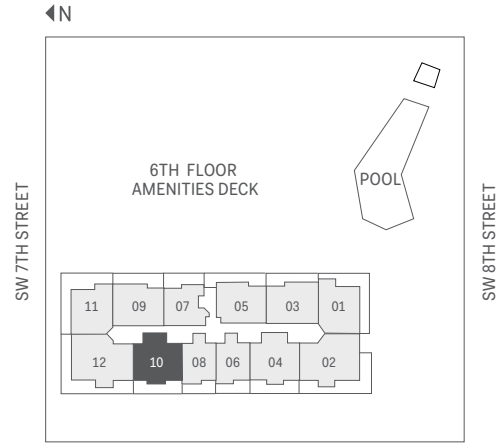 N
6TH FLOOR
AMENITIES DECK
POOL
SW 7TH STREET
SW 8TH STREET
11
09
07
05
03
01
12
10
08
06
04
02